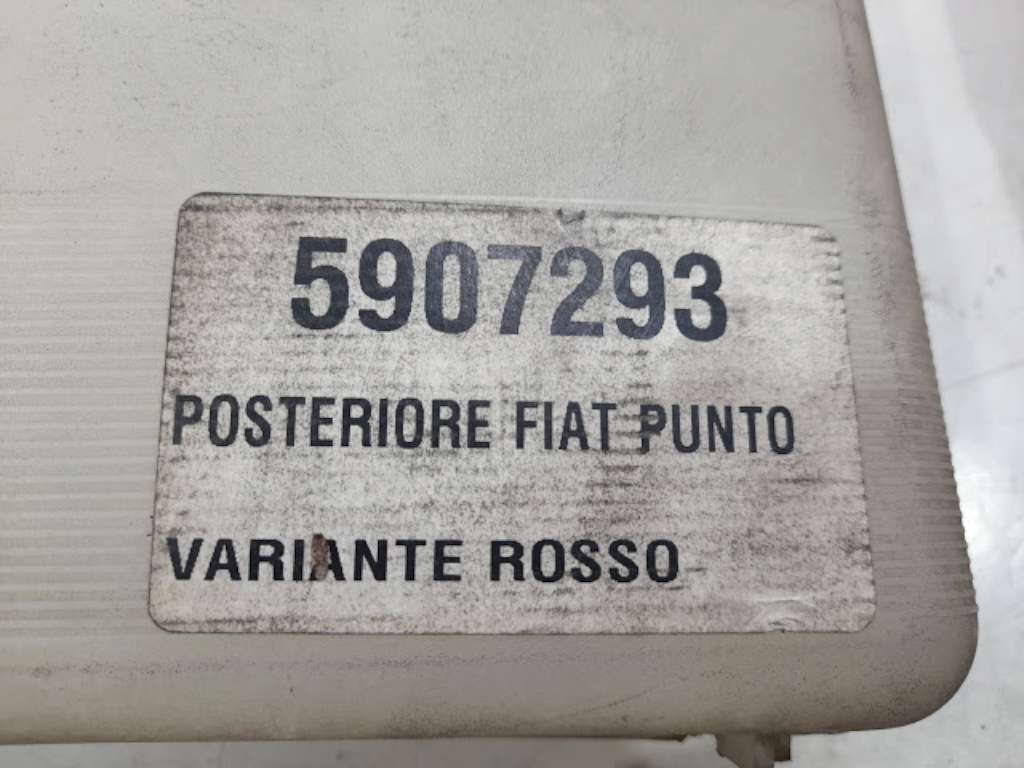 5907293
POSTERIORE FIAT PUNTO
VARIANTE ROSSO